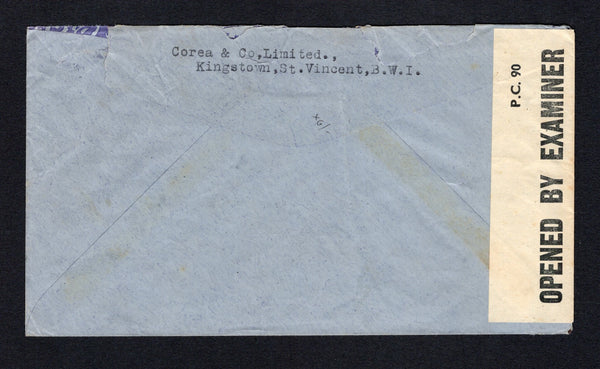 Corea & Co,Limited.,
Kingstown,St.Vincent,B.W.I.
P.C. 90
OPENED BY EXAMINER